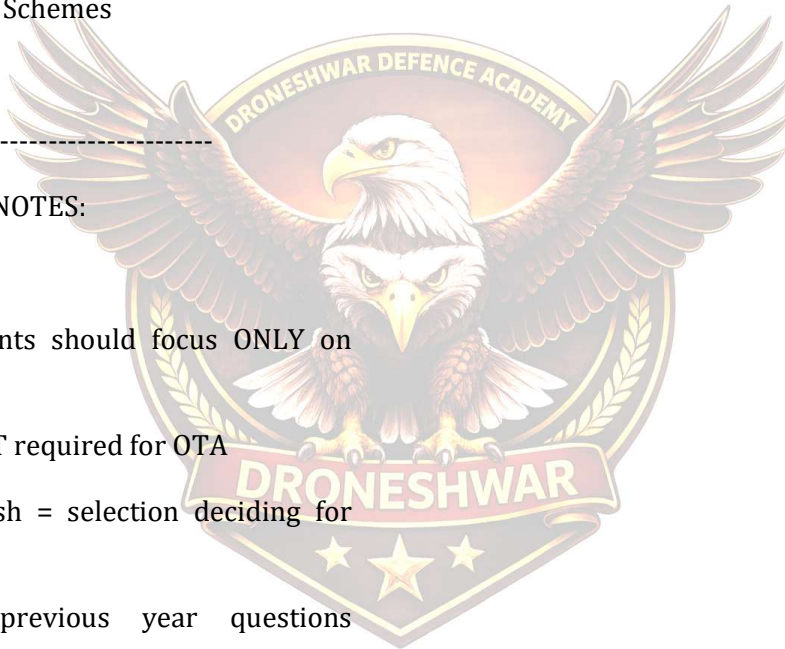 Schemes
DRONESHWAR DEFENCE ACADEMY
-----------------------
NOTES:
nts should focus ONLY on
T required for OTA
DRONESHWAR
sh = selection deciding for
previous year questions